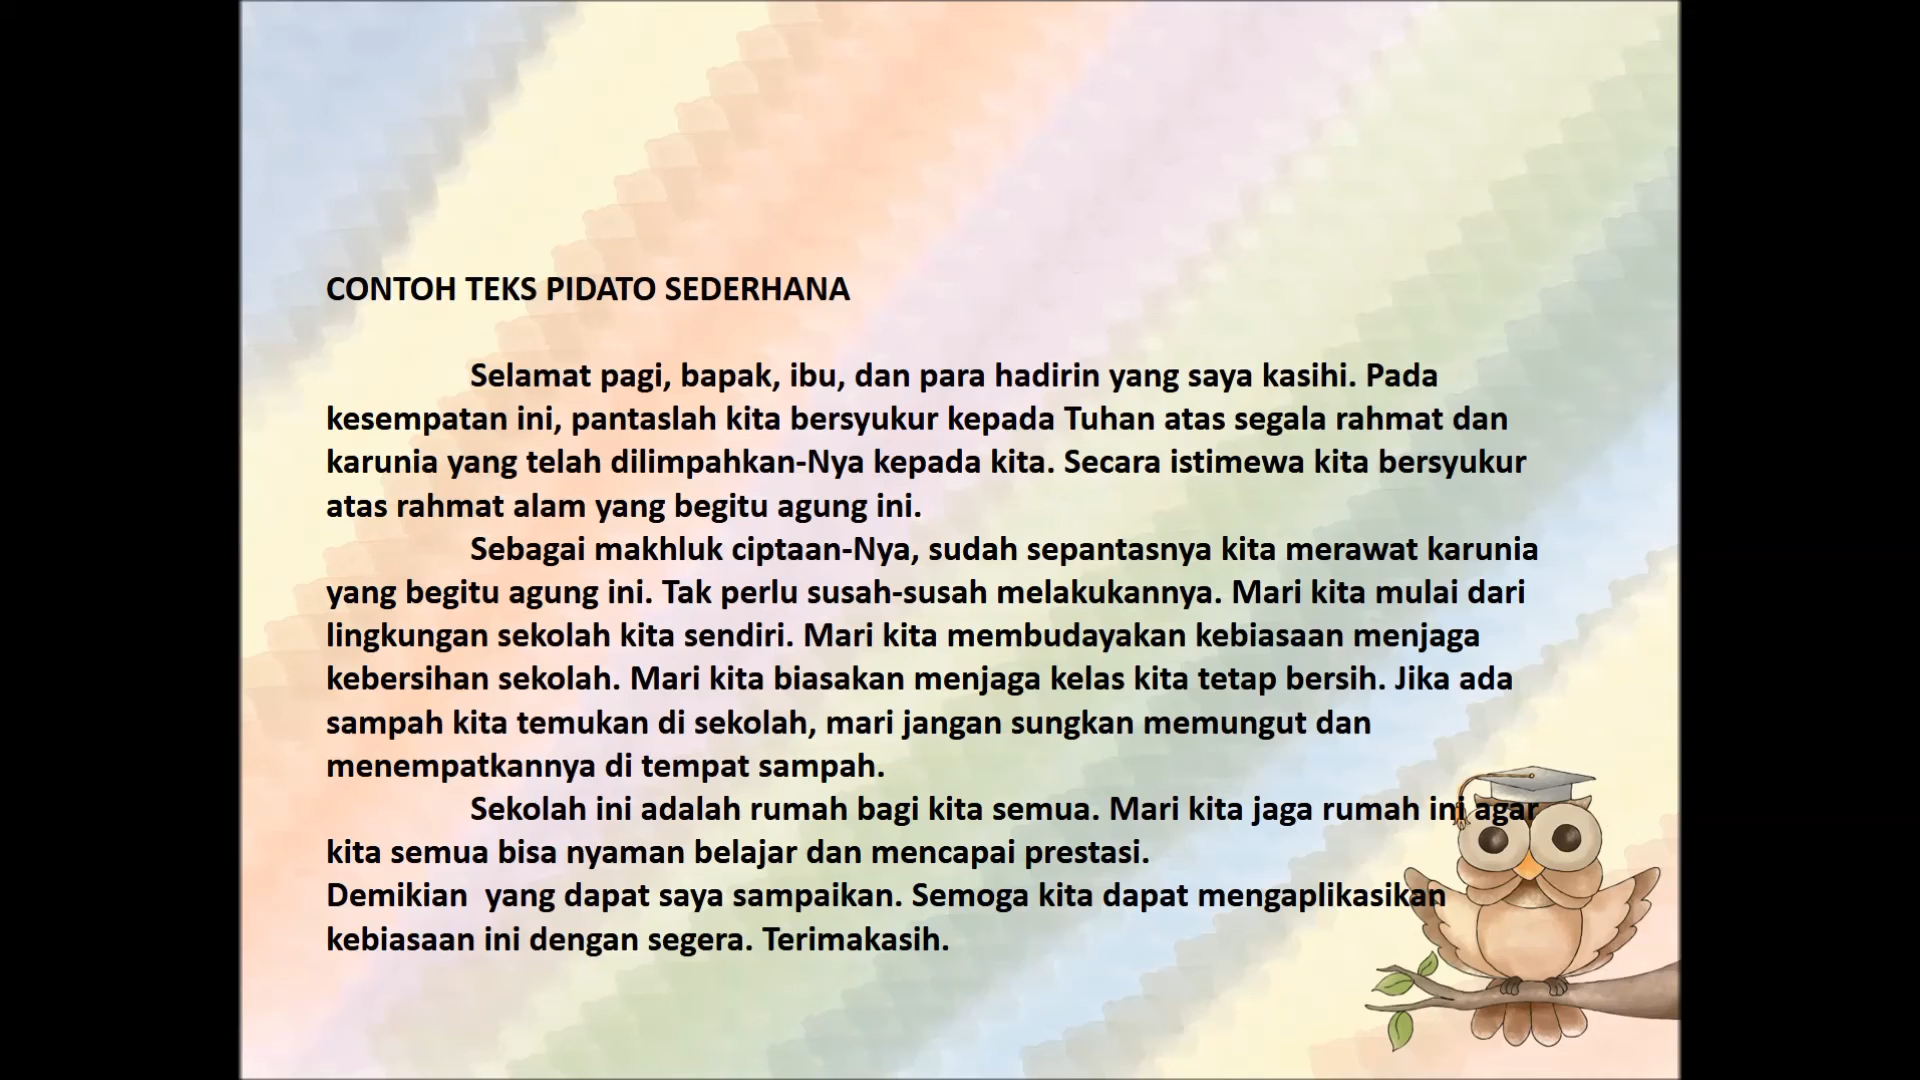 CONTOH TEKS PIDATO SEDERHANA
Selamat pagi, bapak, ibu, dan para hadirin yang saya kasihi. Pada
kesempatan ini, pantaslah kita bersyukur kepada Tuhan atas segala rahmat dan
karunia yang telah dilimpahkan-Nya kepada kita. Secara istimewa kita bersyukur
atas rahmat alam yang begitu agung ini.
Sebagai makhluk ciptaan-Nya, sudah sepantasnya kita merawat karunia
yang begitu agung ini. Tak perlu susah-susah melakukannya. Mari kita mulai dari
lingkungan sekolah kita sendiri. Mari kita membudayakan kebiasaan menjaga
kebersihan sekolah. Mari kita biasakan menjaga kelas kita tetap bersih. Jika ada
sampah kita temukan di sekolah, mari jangan sungkan memungut dan
menempatkannya di tempat sampah.
Sekolah ini adalah rumah bagi kita semua. Mari kita jaga rumah ini agar
kita semua bisa nyaman belajar dan mencapai prestasi.
Demikian  yang dapat saya sampaikan. Semoga kita dapat mengaplikasikan
kebiasaan ini dengan segera. Terimakasih.